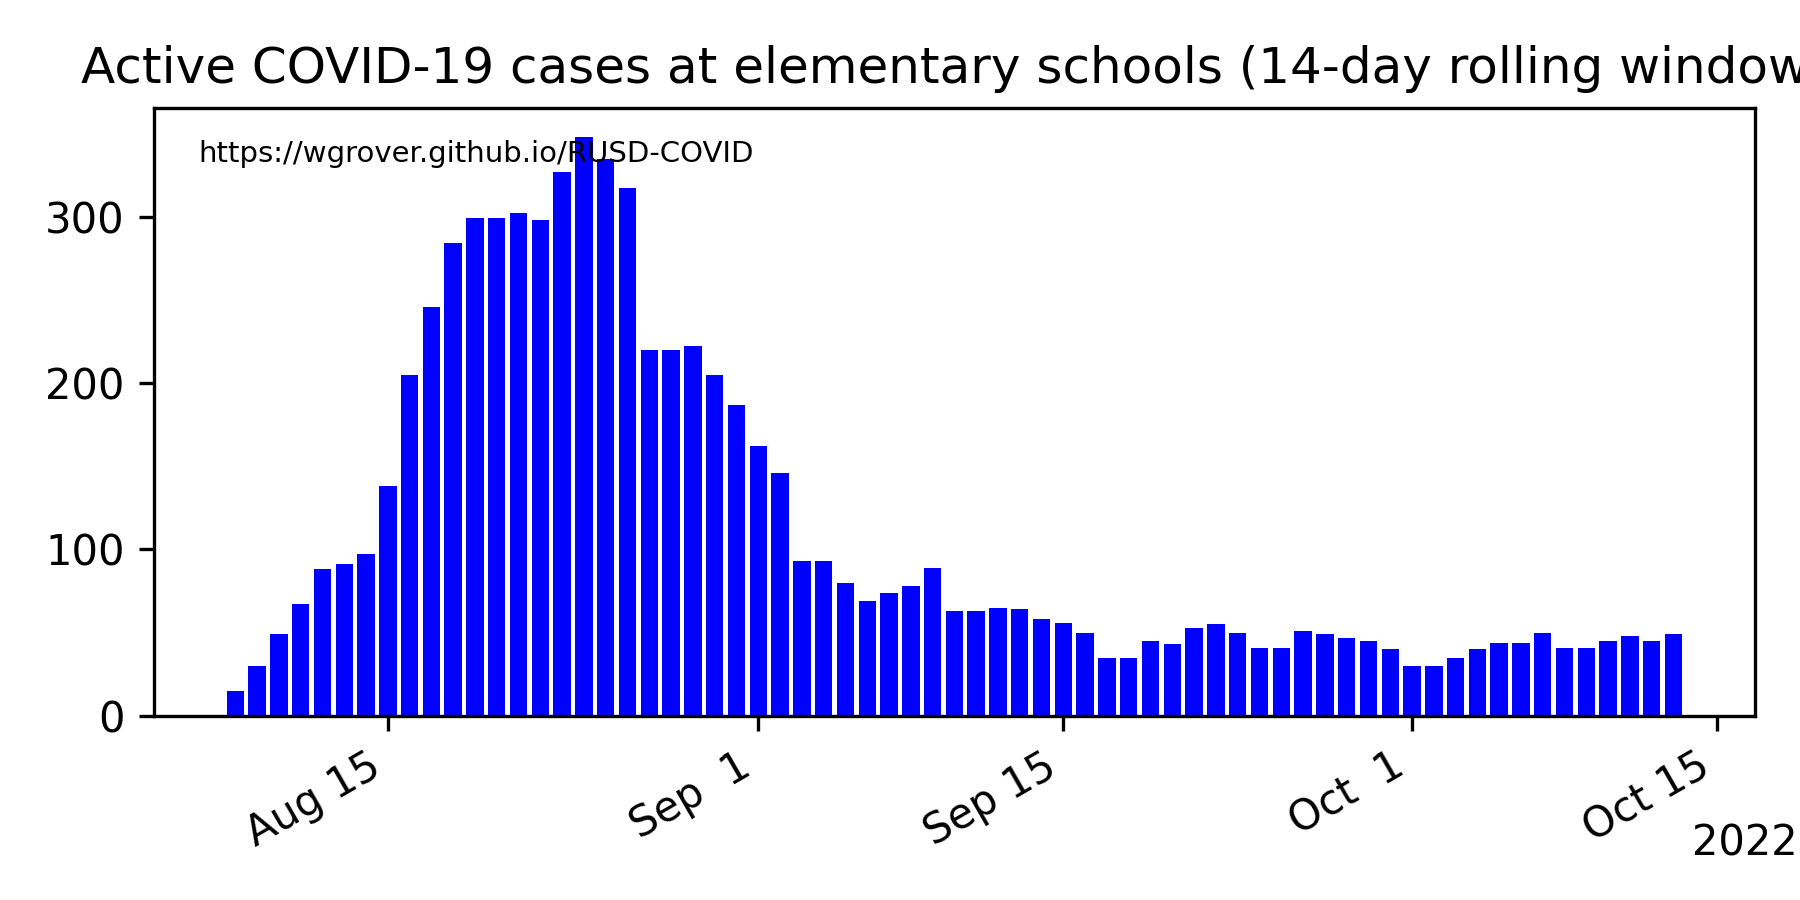 Active COVID-19 cases at elementary schools (14-day rolling window
https://wgrover.github.io/RUSD-COVID
300
200
100
0
Aug 15
Sep 1
Sep 15
Oct 1
Oct 15
2022